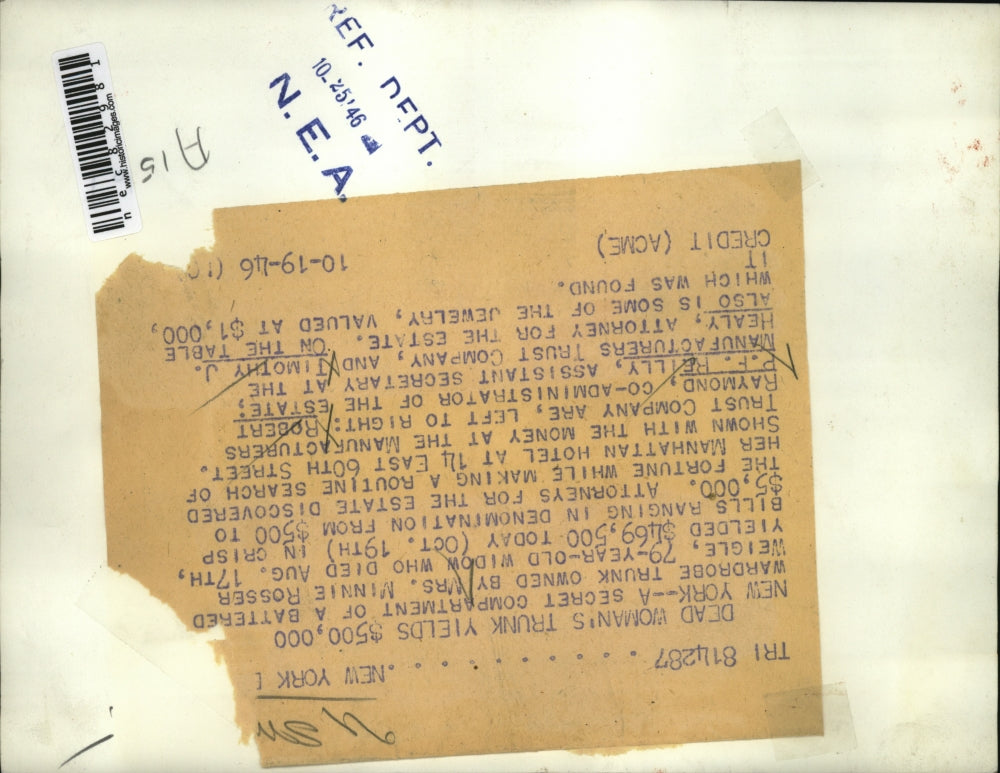 REF. DEPT.
10-25'46
N. E. A.
nec82981
www.historicimages.com
A15
TRI 814287 . . . . . . . . . . . NEW YORK
DEAD WOMAN'S TRUNK YIELDS $500,000
NEW YORK--A SECRET COMPARTMENT OF A BATTERED
WARDROBE TRUNK OWNED BY MRS. MINNIE ROSSER
WEIGLE, 79-YEAR-OLD WIDOW WHO DIED AUG. 17TH,
YIELDED $469,500 TODAY (OCT. 19TH) IN CRISP
BILLS RANGING IN DENOMINATION FROM $500 TO
$5,000. ATTORNEYS FOR THE ESTATE DISCOVERED
THE FORTUNE WHILE MAKING A ROUTINE SEARCH OF
HER MANHATTAN HOTEL AT 14 EAST 60TH STREET.
SHOWN WITH THE MONEY AT THE MANUFACTURERS
TRUST COMPANY ARE, LEFT TO RIGHT: ROBERT
RAYMOND, CO-ADMINISTRATOR OF THE ESTATE;
P.F. REILLY, ASSISTANT SECRETARY AT THE
MANUFACTURERS TRUST COMPANY, AND TIMOTHY J.
HEALY, ATTORNEY FOR THE ESTATE. ON THE TABLE
ALSO IS SOME OF THE JEWELRY, VALUED AT $1,000,
WHICH WAS FOUND.
IT
CREDIT (ACME) 10-19-46